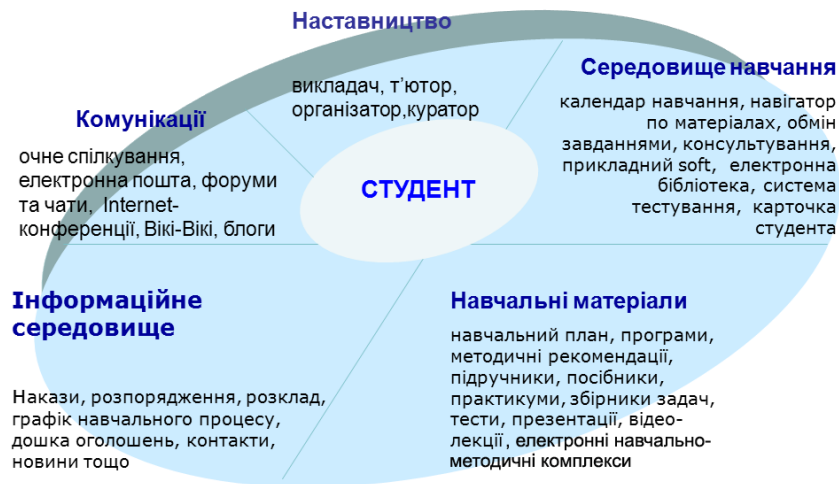 Наставництво
викладач, т’ютор,
організатор,куратор
Середовище навчання
календар навчання, навігатор
по матеріалах, обмін
завданнями, консультування,
прикладний soft, електронна
бібліотека, система
тестування, карточка
студента
Комунікації
очне спілкування,
електронна пошта, форуми
та чати, Internet-
конференції, Вікі-Вікі, блоги
СТУДЕНТ
Інформаційне
середовище
Накази, розпорядження, розклад,
графік навчального процесу,
дошка оголошень, контакти,
новини тощо
Навчальні матеріали
навчальний план, програми,
методичні рекомендації,
підручники, посібники,
практикуми, збірники задач,
тести, презентації, відео-
лекції, електронні навчально-
методичні комплекси